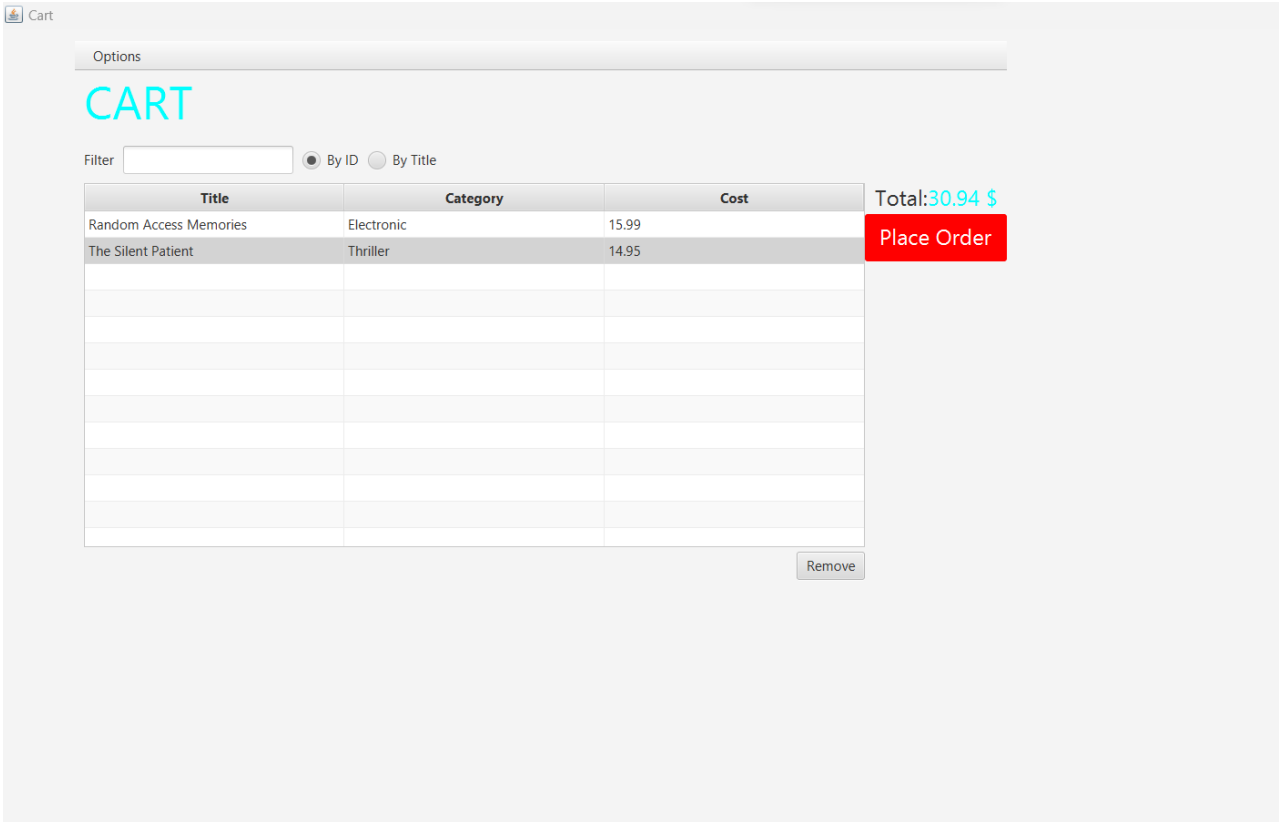 Cart
Options
CART
Filter By ID By Title
Title Category Cost
Random Access Memories Electronic 15.99
The Silent Patient Thriller 14.95
Total:30.94 $
Place Order
Remove